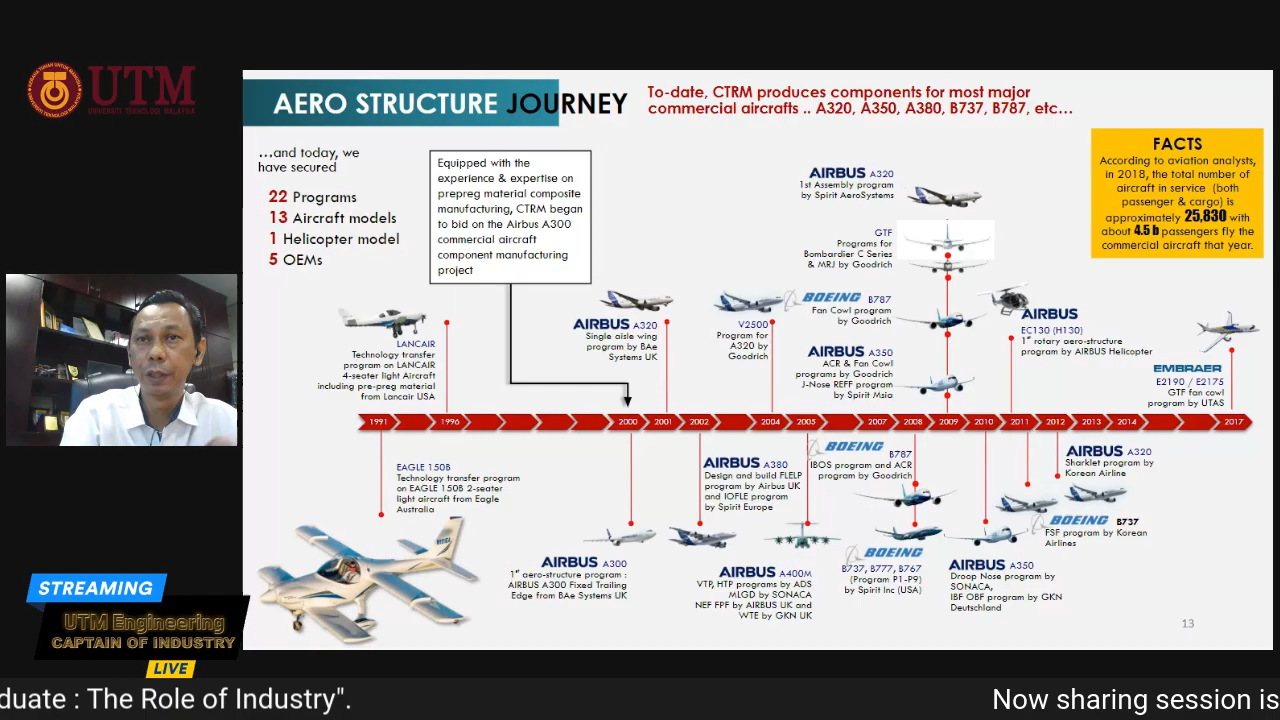 UTM
UNIVERSITI TEKNOLOGI MALAYSIA
AERO STRUCTURE JOURNEY
To-date, CTRM produces components for most major
commercial aircrafts .. A320, A350, A380, B737, B787, etc...
…and today, we
have secured
22 Programs
13 Aircraft models
1 Helicopter model
5 OEMs
Equipped with the
experience & expertise on
prepreg material composite
manufacturing, CTRM began
to bid on the Airbus A300
commercial aircraft
component manufacturing
project
FACTS
According to aviation analysts,
in 2018, the total number of
aircraft in service (both
passenger & cargo) is
approximately 25,830 with
about 4.5 b passengers fly the
commercial aircraft that year.
AIRBUS A320
1st Assembly program
by Spirit AeroSystems
GTF
Programs for
Bombardier C Series
& MRJ by Goodrich
BOEING B787
Fan Cowl program
by Goodrich
AIRBUS A350
ACR & Fan Cowl
programs by Goodrich
J-Nose REFF program
by Spirit Msia
LANCAIR
Technology transfer
program on LANCAIR
4-seater light Aircraft
including pre-preg material
from Lancair USA
AIRBUS A320
Single aisle wing
program by BAe
Systems UK
V2500
Program for
A320 by
Goodrich
AIRBUS
EC130 (H130)
1st rotary aero-structure
program by AIRBUS Helicopter
EMBRAER
E2190 / E2175
GTF fan cowl
program by UTAS
1991 1996 2000 2001 2002 2004 2005 2007 2008 2009 2010 2011 2012 2013 2014 2017
EAGLE 150B
Technology transfer program
on EAGLE 150B 2-seater
light aircraft from Eagle
Australia
AIRBUS A300
1st aero-structure program :
AIRBUS A300 Fixed Trailing
Edge from BAe Systems UK
AIRBUS A380
Design and build FLELP
program by Airbus UK
and IOFLE program
by Spirit Europe
AIRBUS A400M
VTP, HTP programs by ADS
MLGD by SONACA
NEF FPF by AIRBUS UK and
WTE by GKN UK
BOEING B787
IBOS program and ACR
program by Goodrich
BOEING
B737, B777, B767
(Program P1-P9)
by Spirit Inc (USA)
AIRBUS A350
Droop Nose program by
SONACA,
IBF OBF program by GKN
Deutschland
AIRBUS A320
Sharklet program by
Korean Airline
BOEING B737
FSF program by Korean
Airlines
13
STREAMING
UTM Engineering
CAPTAIN OF INDUSTRY
LIVE
duate : The Role of Industry". Now sharing session is